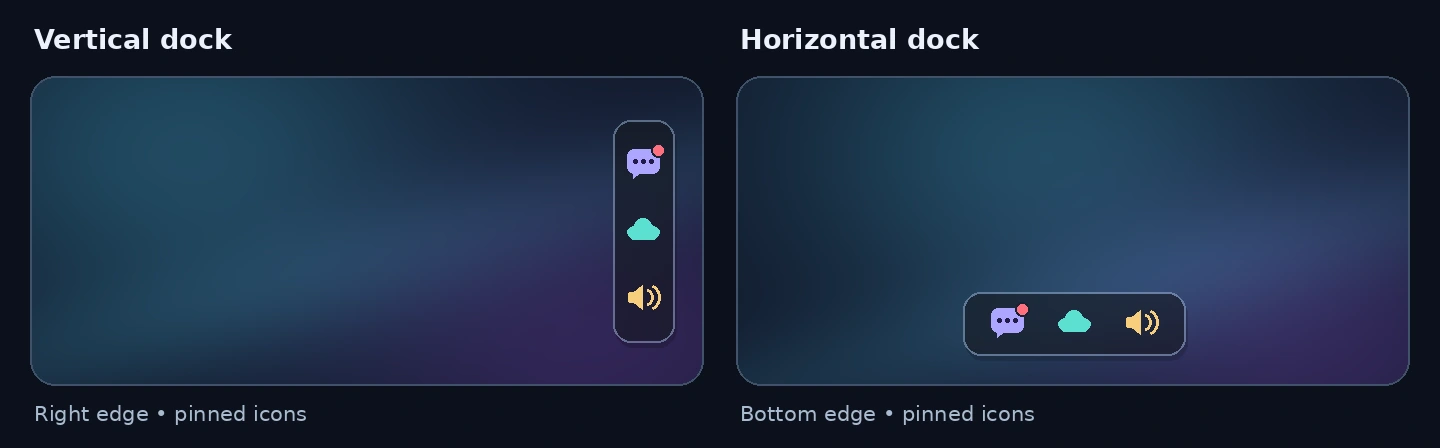 Vertical dock
Horizontal dock
Right edge • pinned icons
Bottom edge • pinned icons